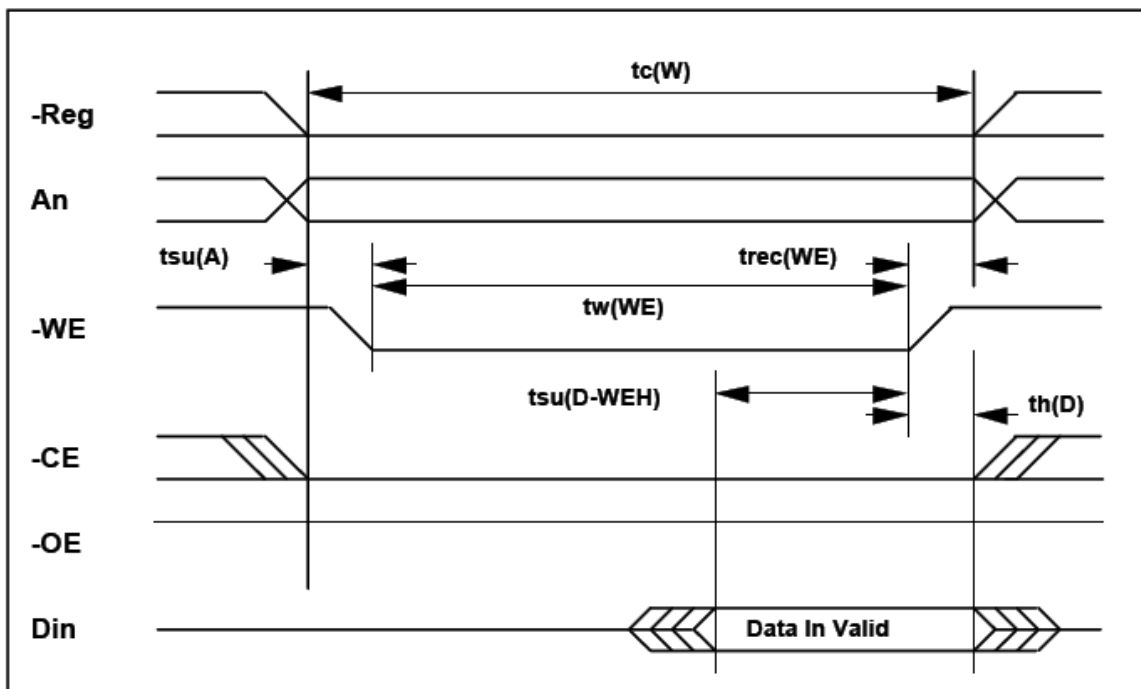 tc(W)
-Reg
An
tsu(A)
trec(WE)
tw(WE)
-WE
tsu(D-WEH)
th(D)
-CE
-OE
Din
Data In Valid